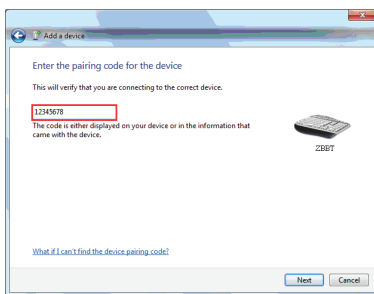 Add a device
Enter the pairing code for the device
This will verify that you are connecting to the correct device.
12345678
The code is either displayed on your device or in the information that
came with the device.
ZBBT
What if I can't find the device pairing code?
Next Cancel